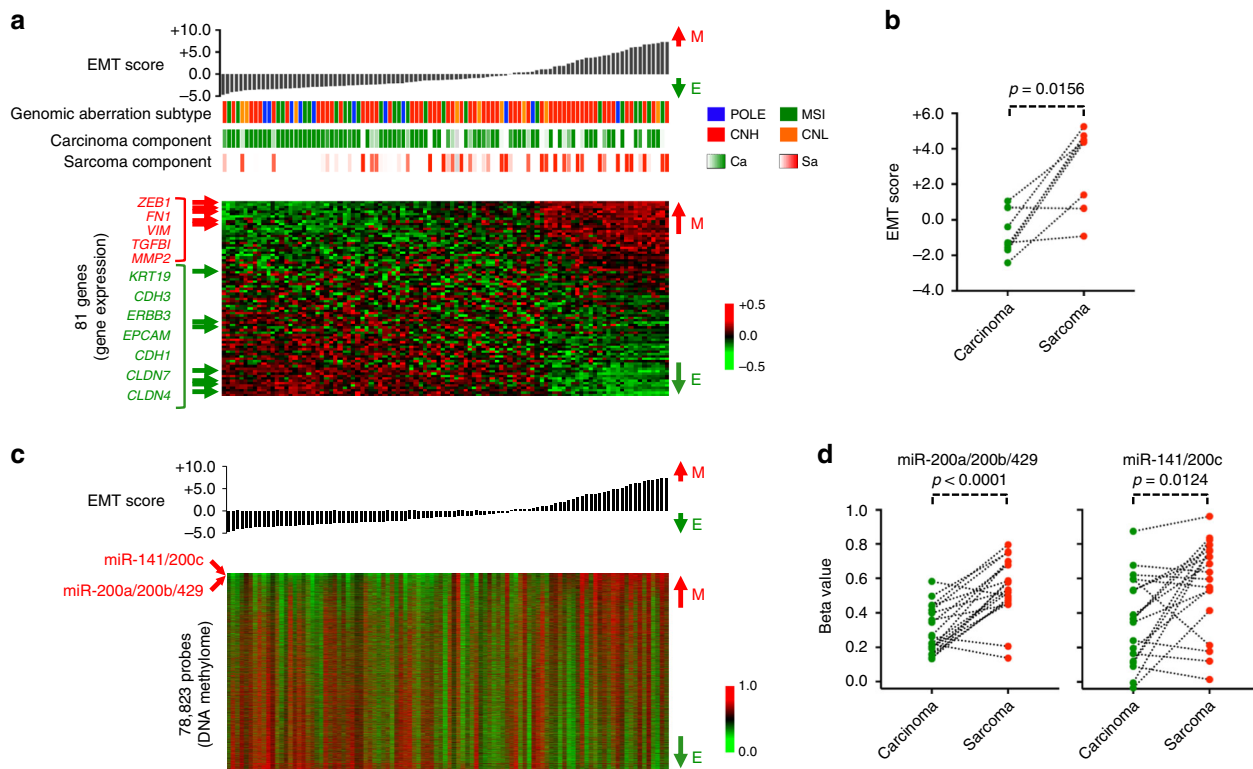 a
+10.0
+5.0
0.0
−5.0
EMT score
M
E
Genomic aberration subtype
Carcinoma component
Sarcoma component
POLE
MSI
CNH
CNL
Ca
Sa
ZEB1
FN1
VIM
TGFBI
MMP2
KRT19
CDH3
ERBB3
EPCAM
CDH1
CLDN7
CLDN4
81 genes
(gene expression)
M
E
+0.5
0.0
−0.5
b
p = 0.0156
+6.0
+4.0
+2.0
0.0
−2.0
−4.0
EMT score
Carcinoma
Sarcoma
c
+10.0
+5.0
0.0
−5.0
EMT score
M
E
miR-141/200c
miR-200a/200b/429
78,823 probes
(DNA methylome)
M
E
1.0
0.0
d
miR-200a/200b/429
p < 0.0001
miR-141/200c
p = 0.0124
1.0
0.8
0.6
0.4
0.2
0.0
Beta value
Carcinoma
Sarcoma
Carcinoma
Sarcoma